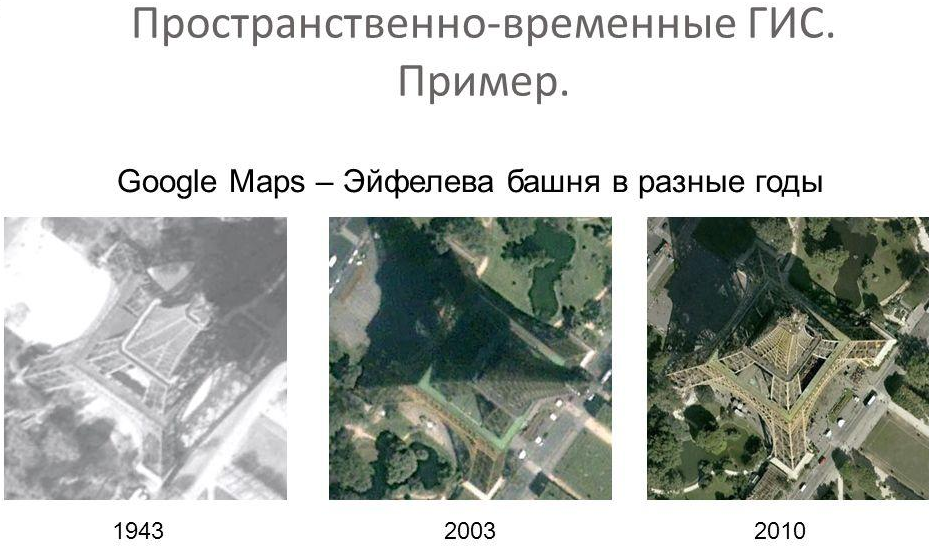 Пространственно-временные ГИС.
Пример.
Google Maps – Эйфелева башня в разные годы
1943
2003
2010